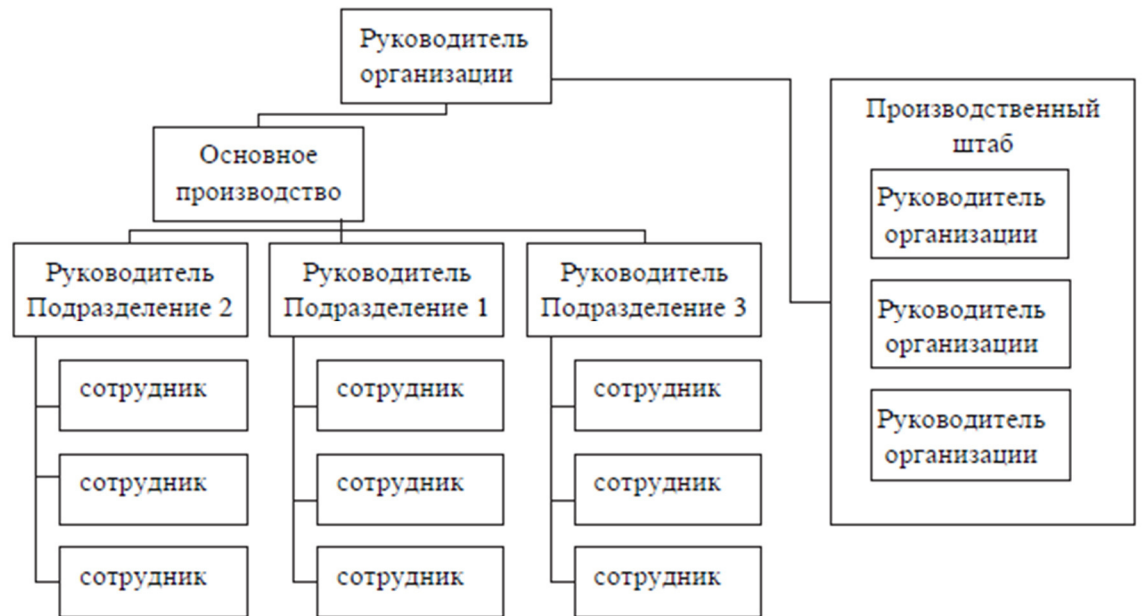 Руководитель
организации
Производственный
штаб
Основное
производство
Руководитель
организации
Руководитель
Подразделение 2
Руководитель
Подразделение 1
Руководитель
Подразделение 3
Руководитель
организации
сотрудник
сотрудник
сотрудник
Руководитель
организации
сотрудник
сотрудник
сотрудник
сотрудник
сотрудник
сотрудник